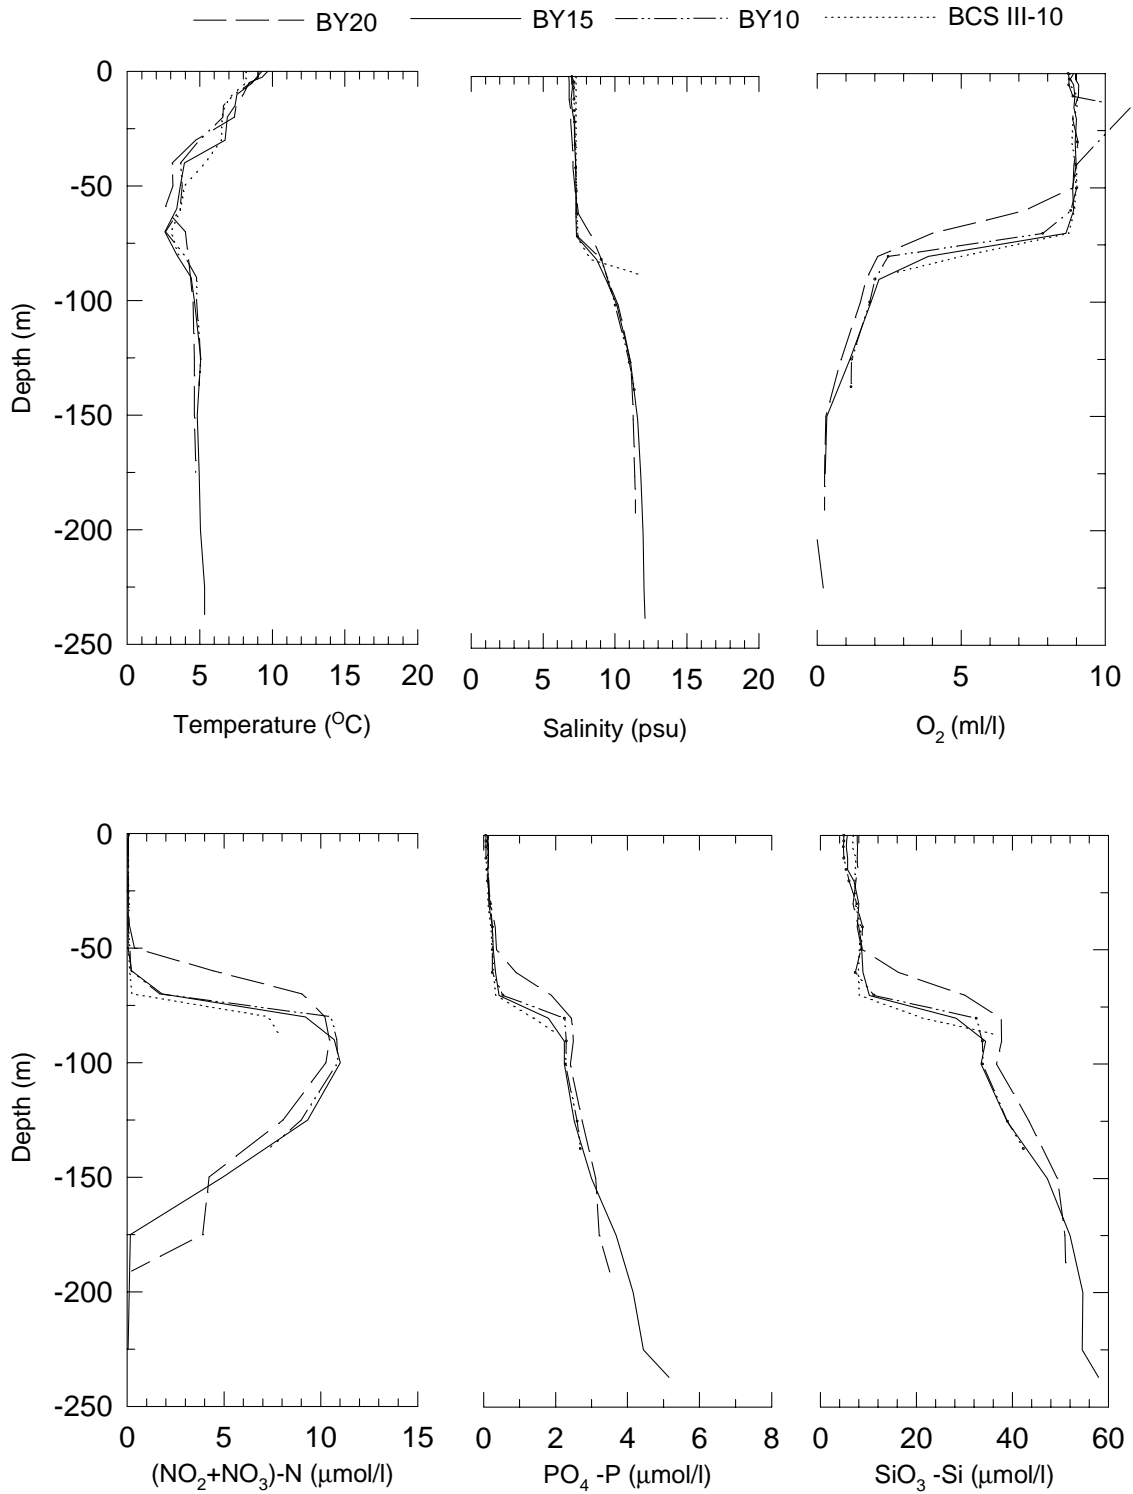 BY20 BY15 BY10 BCS III-10
0
-50
-100
-150
-200
-250
Depth (m)
0 5 10 15 20
Temperature (°C)
0 5 10 15 20
Salinity (psu)
0 5 10
O₂ (ml/l)
0
-50
-100
-150
-200
-250
Depth (m)
0 5 10 15
(NO₂+NO₃)-N (μmol/l)
0 2 4 6 8
PO₄ -P (μmol/l)
0 20 40 60
SiO₃ -Si (μmol/l)